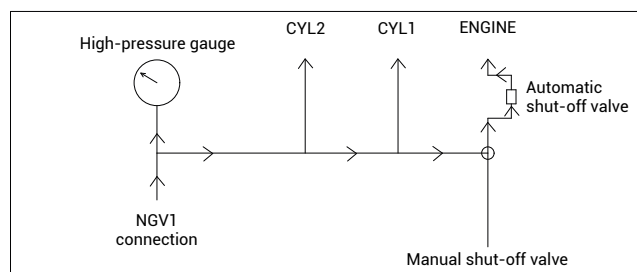 CYL2
CYL1
ENGINE
High-pressure gauge
Automatic
shut-off valve
NGV1
connection
Manual shut-off valve